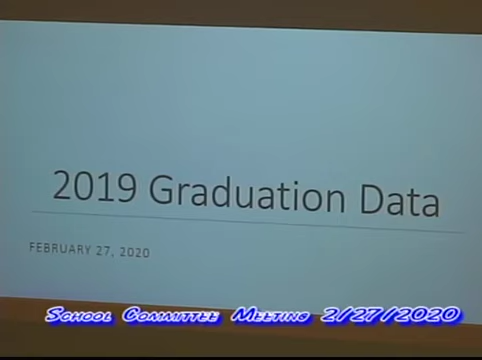 2019 Graduation Data
FEBRUARY 27, 2020
School Committee Meeting 2/27/2020